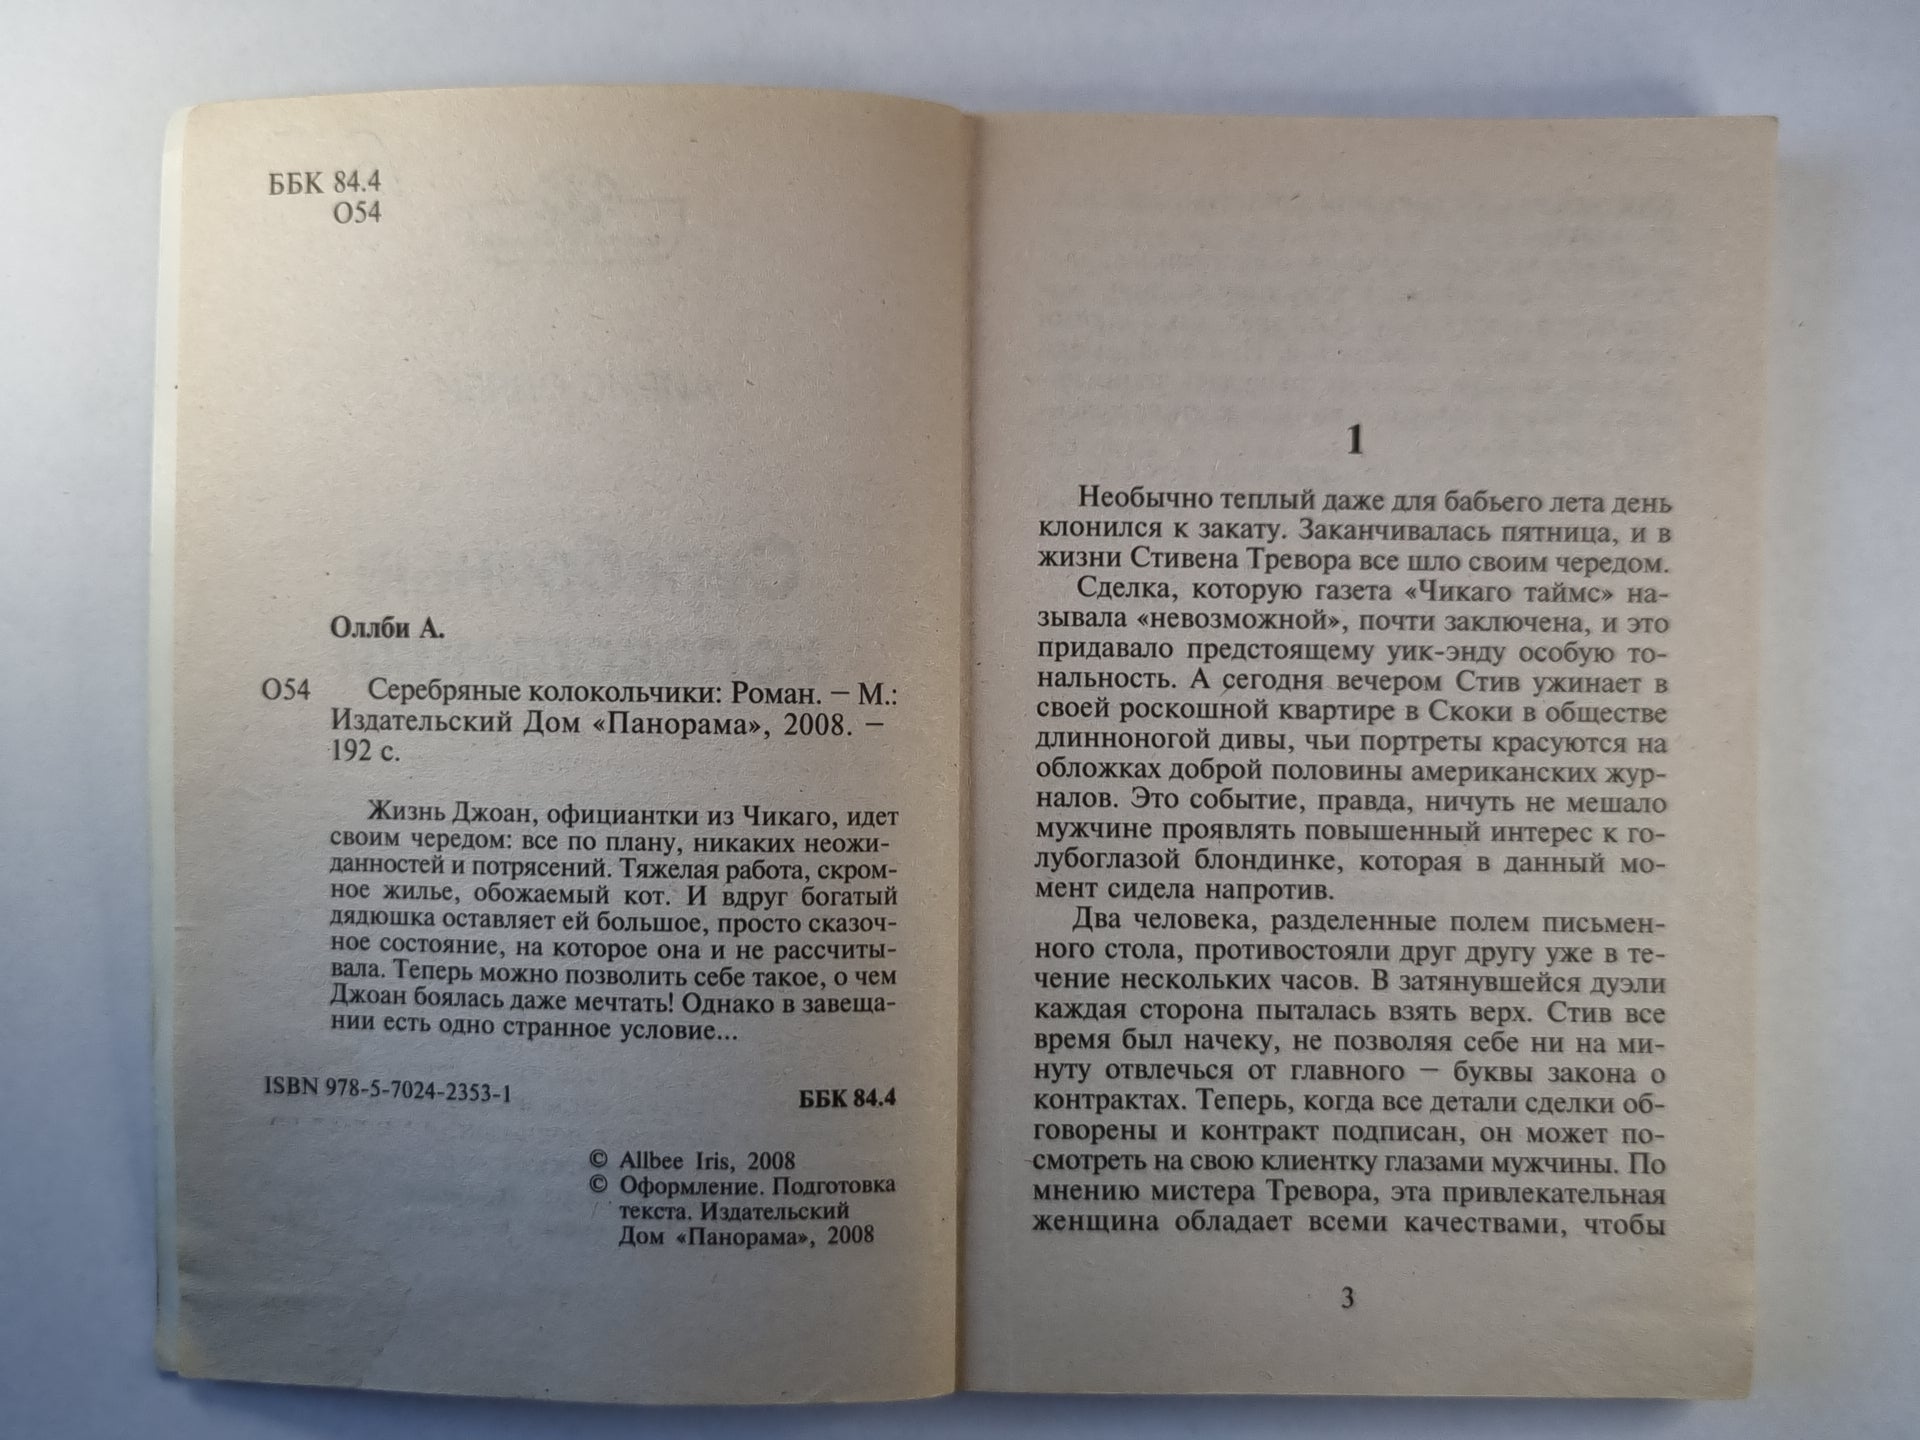 ББК 84.4
О54
Оллби А.
О54 Серебряные колокольчики: Роман. – М.:
Издательский Дом «Панорама», 2008. –
192 с.
Жизнь Джоан, официантки из Чикаго, идет
своим чередом: все по плану, никаких неожи-
данностей и потрясений. Тяжелая работа, скром-
ное жилье, обожаемый кот. И вдруг богатый
дядюшка оставляет ей большое, просто сказоч-
ное состояние, на которое она и не рассчиты-
вала. Теперь можно позволить себе такое, о чем
Джоан боялась даже мечтать! Однако в завеща-
нии есть одно странное условие...
ISBN 978-5-7024-2353-1 ББК 84.4
© Allbee Iris, 2008
© Оформление. Подготовка
текста. Издательский
Дом «Панорама», 2008
1
Необычно теплый даже для бабьего лета день
клонился к закату. Заканчивалась пятница, и в
жизни Стивена Тревора все шло своим чередом.
Сделка, которую газета «Чикаго таймс» на-
зывала «невозможной», почти заключена, и это
придавало предстоящему уик-энду особую то-
нальность. А сегодня вечером Стив ужинает в
своей роскошной квартире в Скоки в обществе
длинноногой дивы, чьи портреты красуются на
обложках доброй половины американских жур-
налов. Это событие, правда, ничуть не мешало
мужчине проявлять повышенный интерес к го-
лубоглазой блондинке, которая в данный мо-
мент сидела напротив.
Два человека, разделенные полем письмен-
ного стола, противостояли друг другу уже в те-
чение нескольких часов. В затянувшейся дуэли
каждая сторона пыталась взять верх. Стив все
время был начеку, не позволяя себе ни на ми-
нуту отвлечься от главного – буквы закона о
контрактах. Теперь, когда все детали сделки об-
говорены и контракт подписан, он может по-
смотреть на свою клиентку глазами мужчины. По
мнению мистера Тревора, эта привлекательная
женщина обладает всеми качествами, чтобы
3